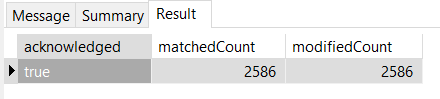 Message Summary Result
acknowledged matchedCount modifiedCount
true 2586 2586